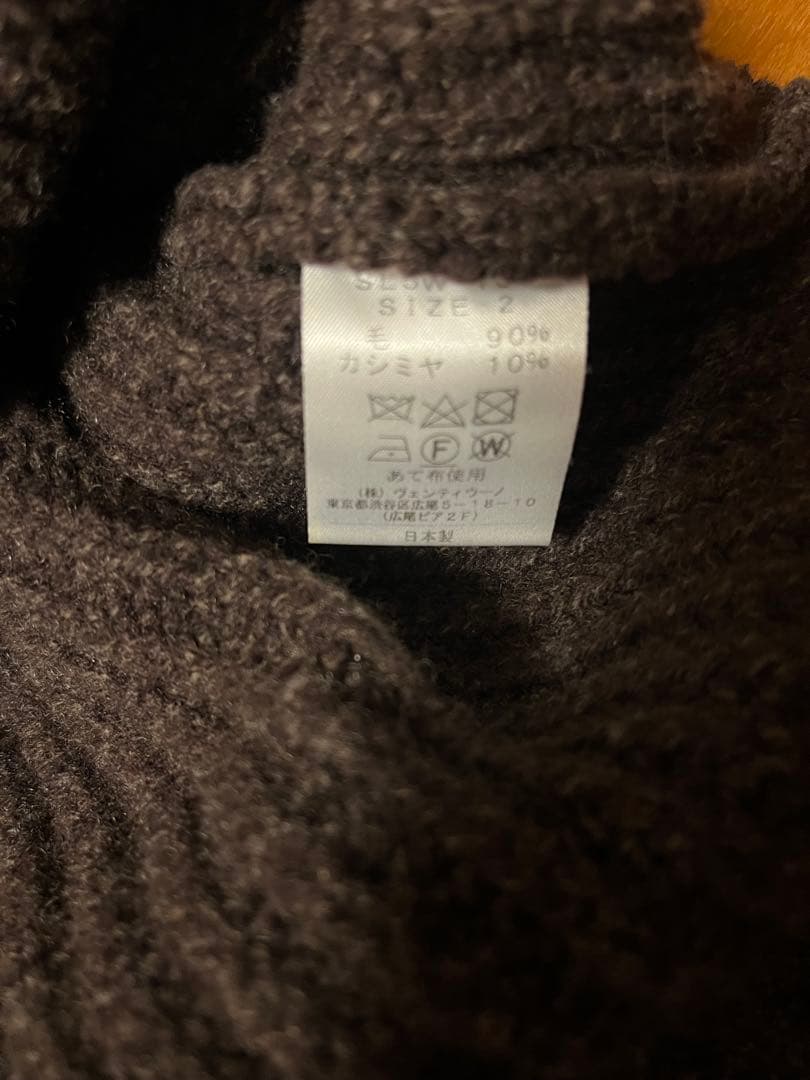 SIZE 2
毛 90%
カシミヤ 10%
F W
あて布使用
(株)ヴェンティウーノ
東京都渋谷区広尾5-18-10
(広尾ピア2F)
日本製